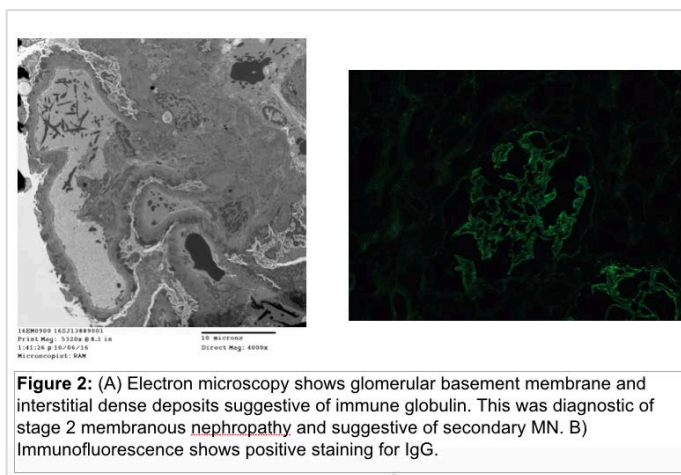 16EM0900 16SJ13889001
Print Mag: 5320x @ 8.1 in
1:41:26 p 10/06/16
Microscopist: RAM
10 microns
Direct Mag: 4000x
Figure 2: (A) Electron microscopy shows glomerular basement membrane and
interstitial dense deposits suggestive of immune globulin. This was diagnostic of
stage 2 membranous nephropathy and suggestive of secondary MN. B)
Immunofluorescence shows positive staining for IgG.